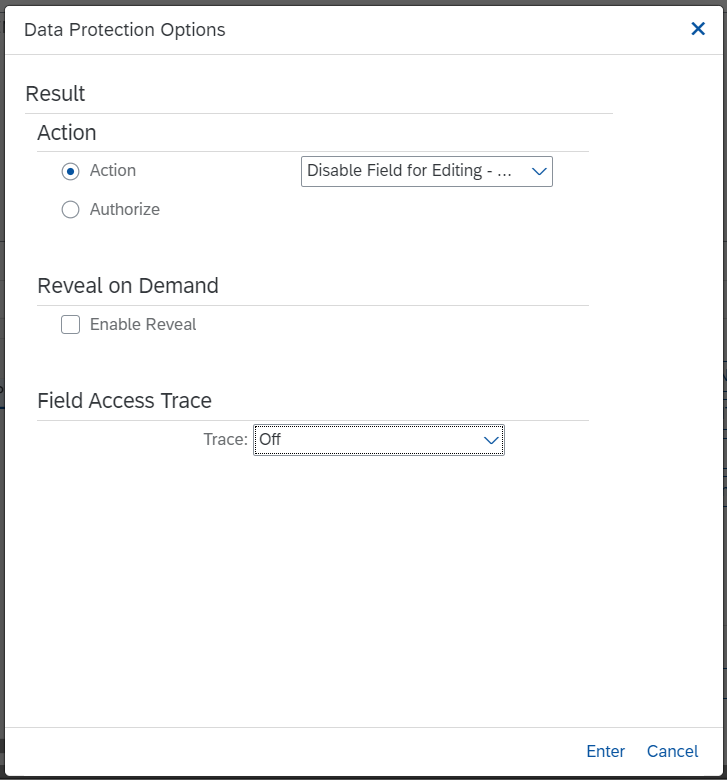 Data Protection Options
Result
Action
Action Disable Field for Editing - ...
Authorize
Reveal on Demand
Enable Reveal
Field Access Trace
Trace: Off
Enter Cancel